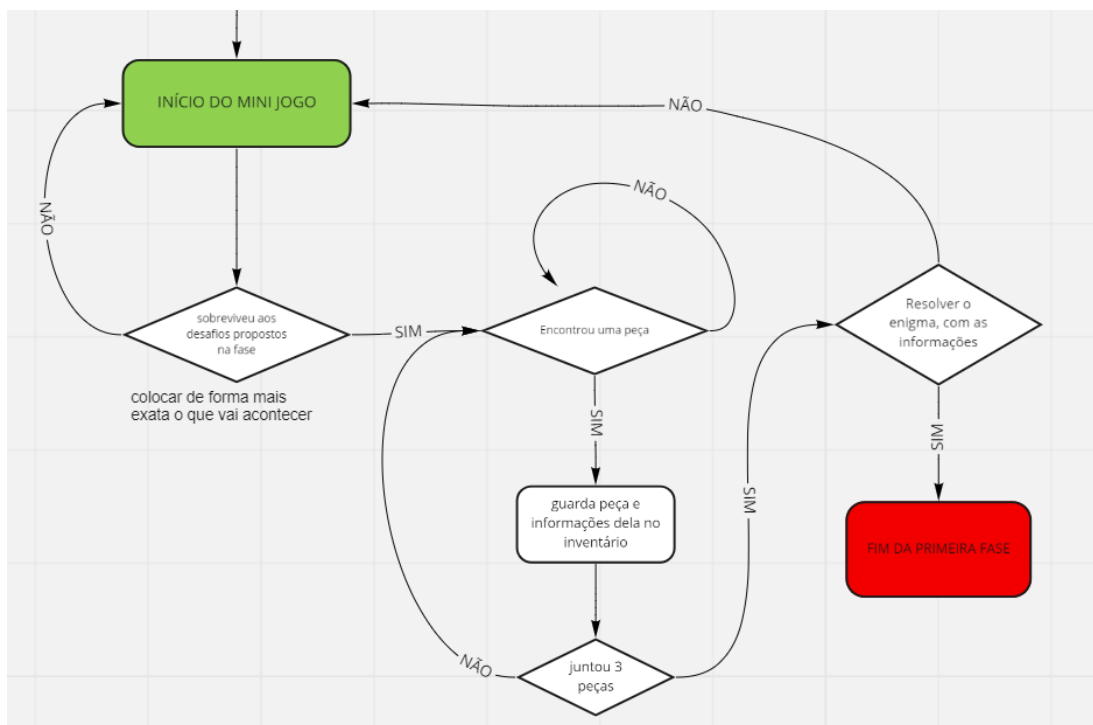 INÍCIO DO MINI JOGO
NÃO
NÃO
NÃO
sobreviveu aos
desafios propostos
na fase
SIM
Encontrou uma peça
Resolver o
enigma, com as
informações
colocar de forma mais
exata o que vai acontecer
SIM
SIM
guarda peça e
informações dela no
inventário
SIM
FIM DA PRIMEIRA FASE
NÃO
juntou 3
peças